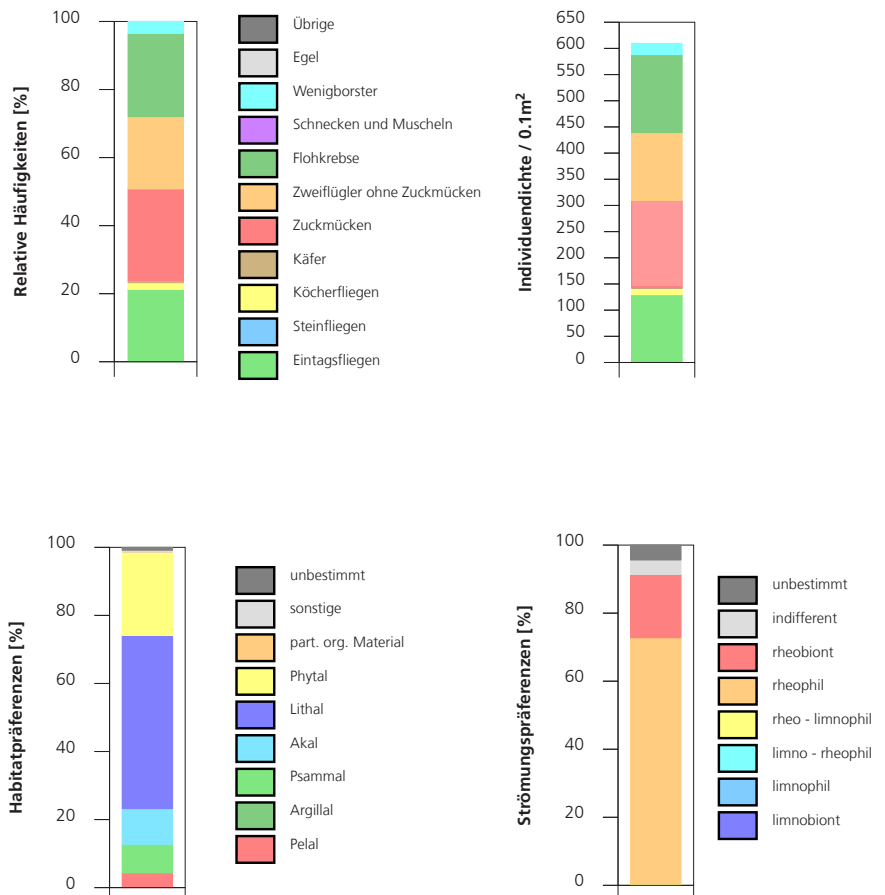 Relative Häufigkeiten [%]
100
80
60
40
20
0
Übrige
Egel
Wenigborster
Schnecken und Muscheln
Flohkrebse
Zweiflügler ohne Zuckmücken
Zuckmücken
Käfer
Köcherfliegen
Steinfliegen
Eintagsfliegen
Individuendichte / 0.1m²
650
600
550
500
450
400
350
300
250
200
150
100
50
0
Habitatpräferenzen [%]
100
80
60
40
20
0
unbestimmt
sonstige
part. org. Material
Phytal
Lithal
Akal
Psammal
Argillal
Pelal
Strömungspräferenzen [%]
100
80
60
40
20
0
unbestimmt
indifferent
rheobiont
rheophil
rheo - limnophil
limno - rheophil
limnophil
limnobiont